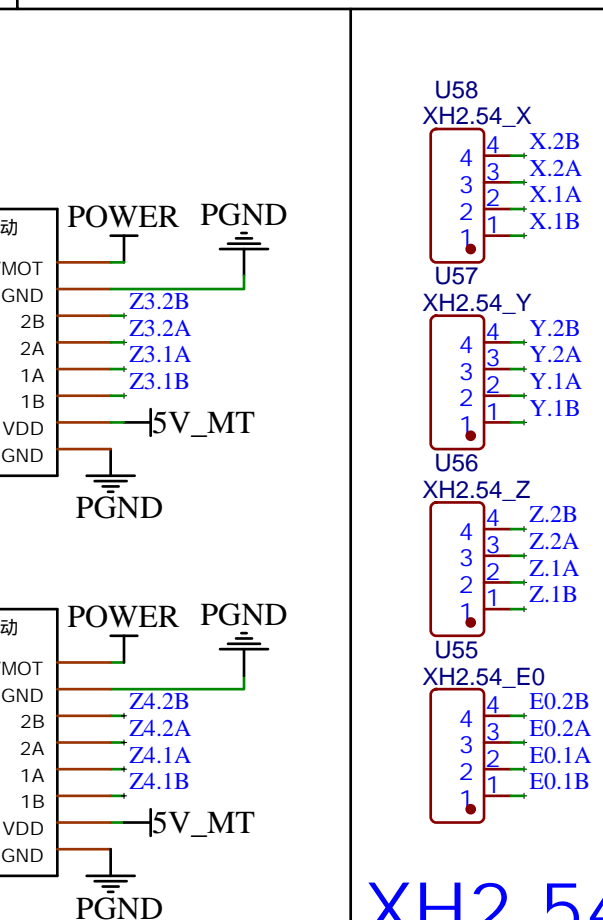 动
POWER
PGND
MOT
GND
2B
Z3.2B
2A
Z3.2A
1A
Z3.1A
1B
Z3.1B
VDD
5V_MT
GND
PGND
动
POWER
PGND
MOT
GND
2B
Z4.2B
2A
Z4.2A
1A
Z4.1A
1B
Z4.1B
VDD
5V_MT
GND
PGND
U58
XH2.54_X
4 4 X.2B
3 3 X.2A
2 2 X.1A
1 1 X.1B
U57
XH2.54_Y
4 4 Y.2B
3 3 Y.2A
2 2 Y.1A
1 1 Y.1B
U56
XH2.54_Z
4 4 Z.2B
3 3 Z.2A
2 2 Z.1A
1 1 Z.1B
U55
XH2.54_E0
4 4 E0.2B
3 3 E0.2A
2 2 E0.1A
1 1 E0.1B
XH2.54